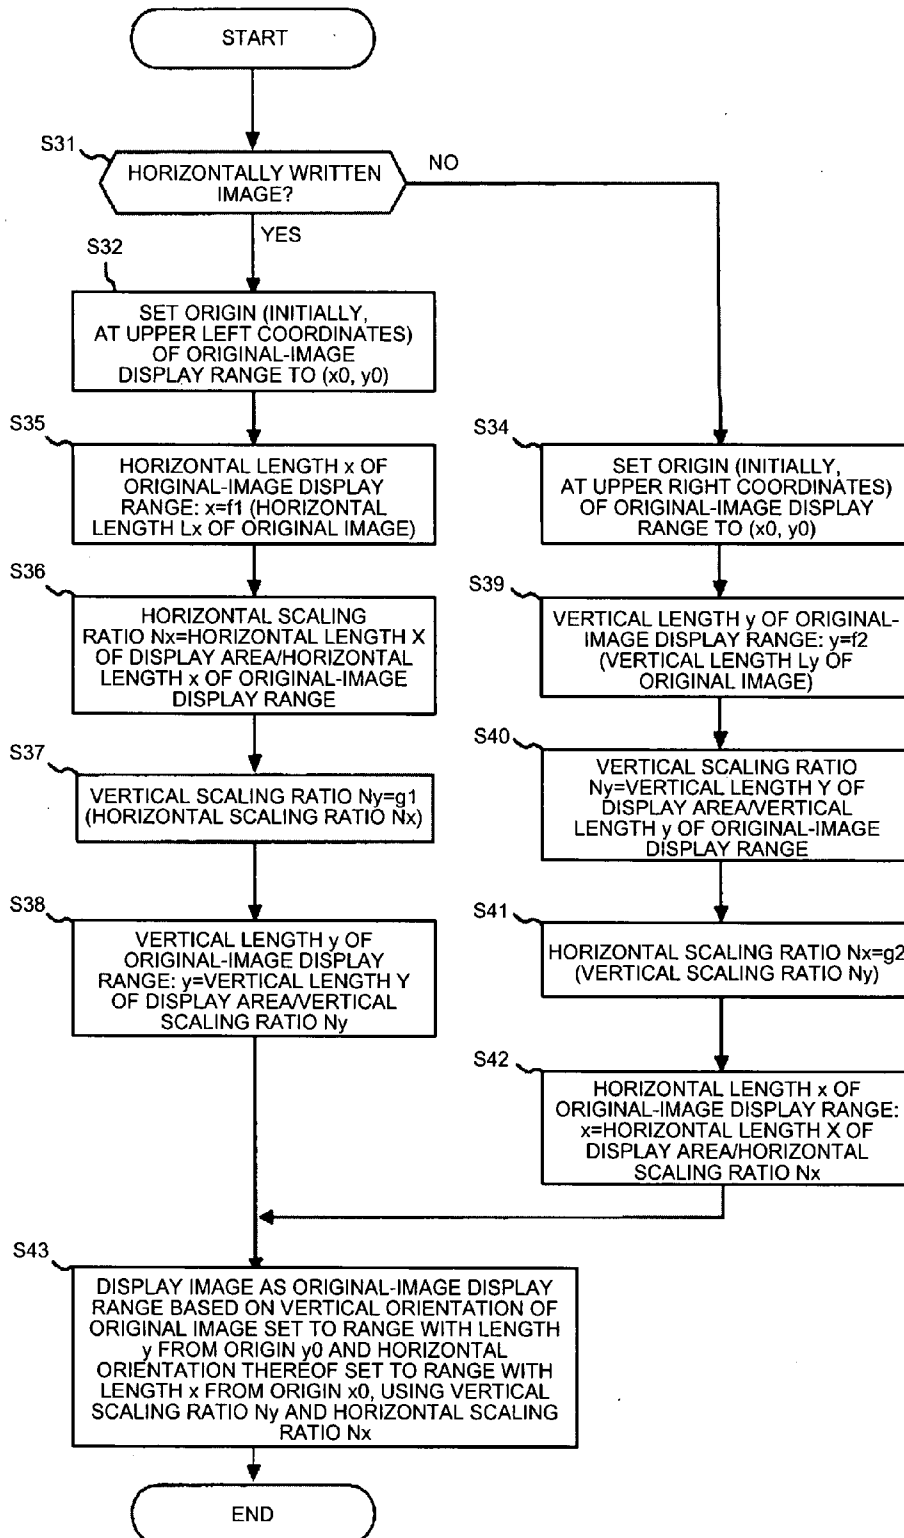 START
S31
HORIZONTALLY WRITTEN
IMAGE?
NO
YES
S32
SET ORIGIN (INITIALLY,
AT UPPER LEFT COORDINATES)
OF ORIGINAL-IMAGE
DISPLAY RANGE TO (x0, y0)
S35
HORIZONTAL LENGTH x OF
ORIGINAL-IMAGE DISPLAY
RANGE: x=f1 (HORIZONTAL
LENGTH Lx OF ORIGINAL IMAGE)
S36
HORIZONTAL SCALING
RATIO Nx=HORIZONTAL LENGTH X
OF DISPLAY AREA/HORIZONTAL
LENGTH x OF ORIGINAL-IMAGE
DISPLAY RANGE
S37
VERTICAL SCALING RATIO Ny=g1
(HORIZONTAL SCALING RATIO Nx)
S38
VERTICAL LENGTH y OF
ORIGINAL-IMAGE DISPLAY
RANGE: y=VERTICAL LENGTH Y
OF DISPLAY AREA/VERTICAL
SCALING RATIO Ny
S34
SET ORIGIN (INITIALLY,
AT UPPER RIGHT COORDINATES)
OF ORIGINAL-IMAGE DISPLAY
RANGE TO (x0, y0)
S39
VERTICAL LENGTH y OF ORIGINAL-
IMAGE DISPLAY RANGE: y=f2
(VERTICAL LENGTH Ly OF
ORIGINAL IMAGE)
S40
VERTICAL SCALING RATIO
Ny=VERTICAL LENGTH Y OF
DISPLAY AREA/VERTICAL
LENGTH y OF ORIGINAL-IMAGE
DISPLAY RANGE
S41
HORIZONTAL SCALING RATIO Nx=g2
(VERTICAL SCALING RATIO Ny)
S42
HORIZONTAL LENGTH x OF
ORIGINAL-IMAGE DISPLAY RANGE:
x=HORIZONTAL LENGTH X OF
DISPLAY AREA/HORIZONTAL
SCALING RATIO Nx
S43
DISPLAY IMAGE AS ORIGINAL-IMAGE DISPLAY
RANGE BASED ON VERTICAL ORIENTATION OF
ORIGINAL IMAGE SET TO RANGE WITH LENGTH
y FROM ORIGIN y0 AND HORIZONTAL
ORIENTATION THEREOF SET TO RANGE WITH
LENGTH x FROM ORIGIN x0, USING VERTICAL
SCALING RATIO Ny AND HORIZONTAL SCALING
RATIO Nx
END